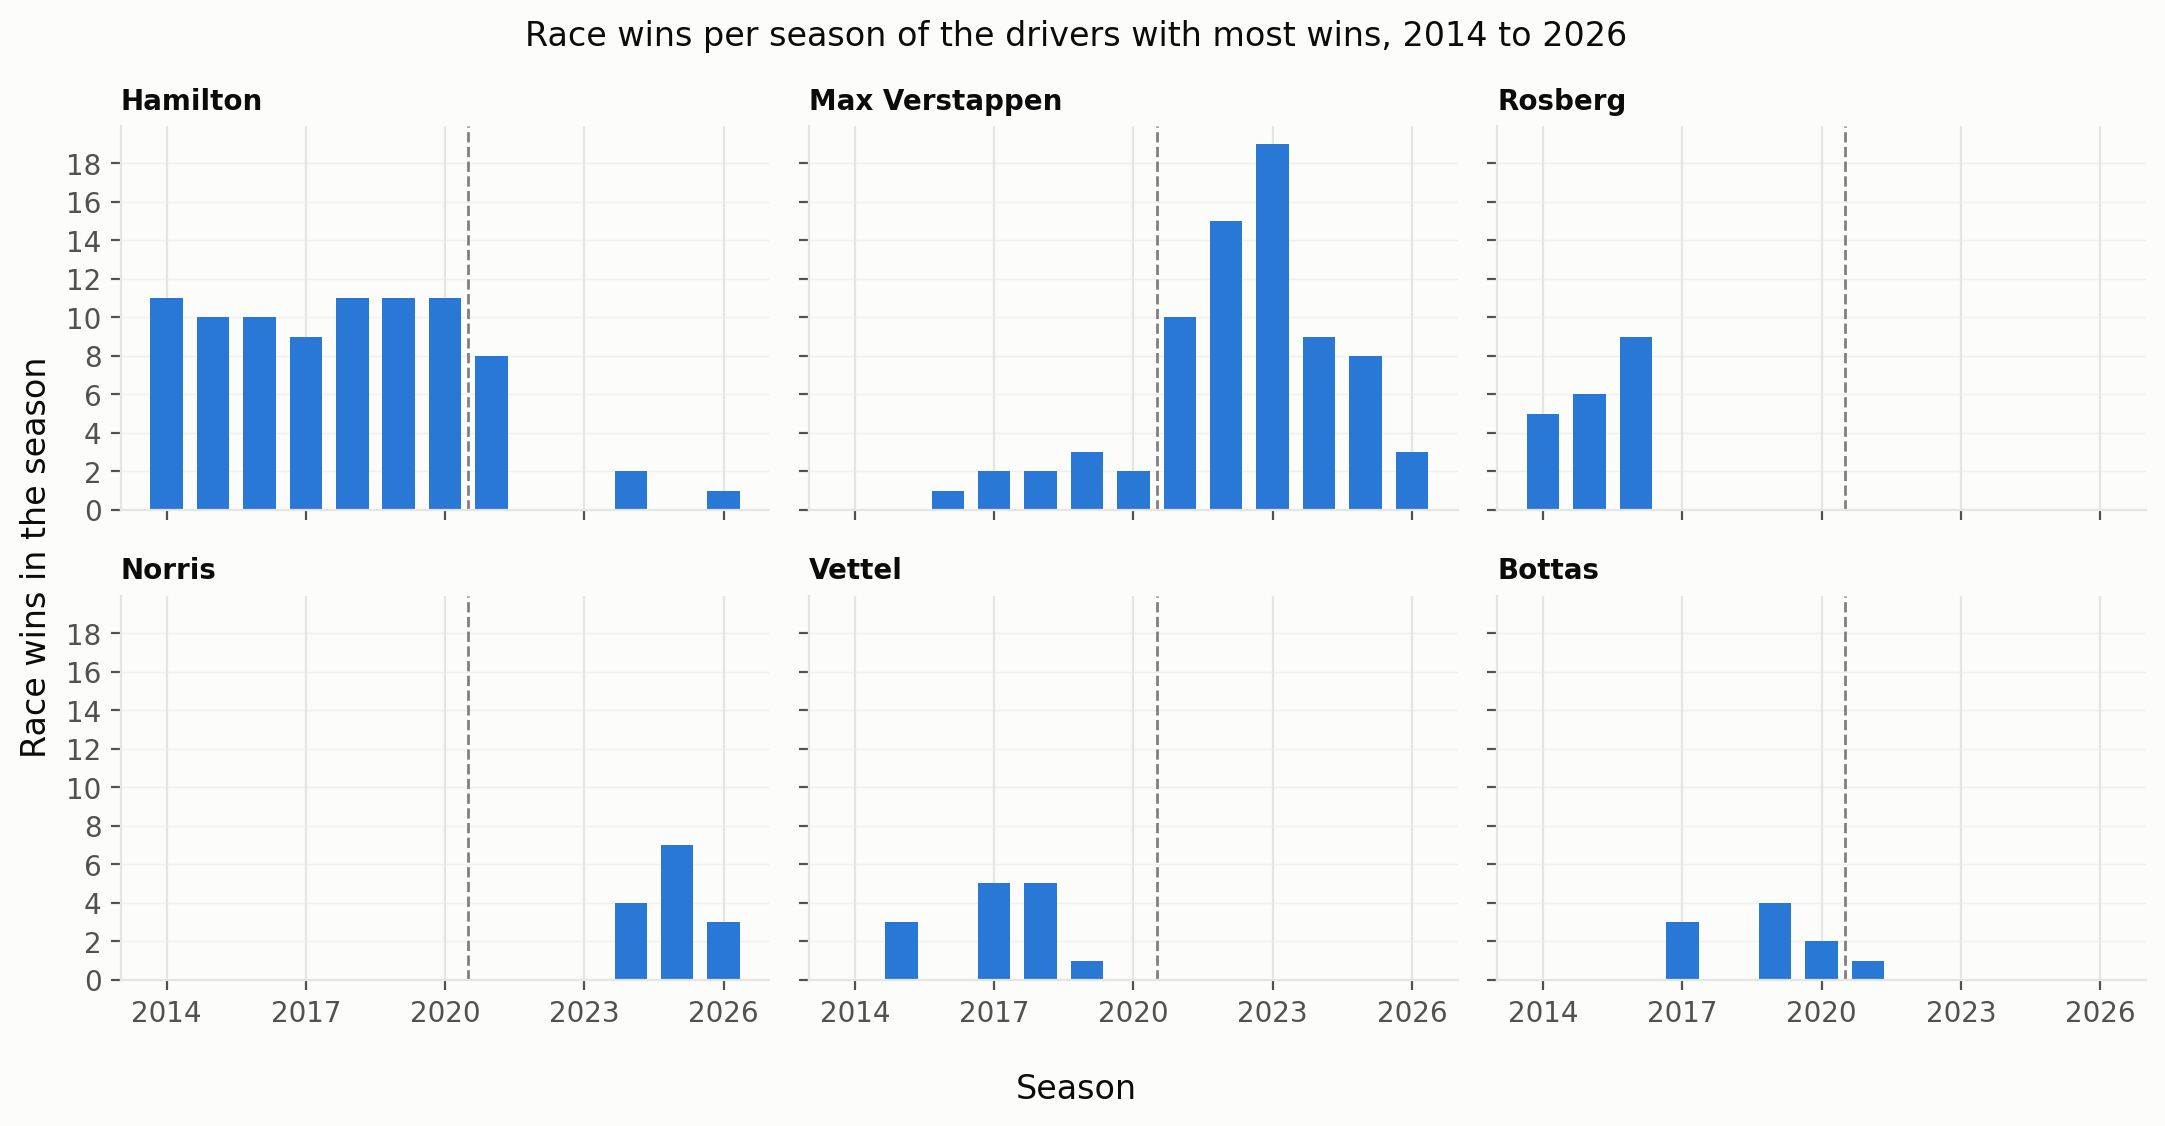 Race wins per season of the drivers with most wins, 2014 to 2026
Hamilton
Max Verstappen
Rosberg
18
16
14
12
10
8
6
4
2
0
Norris
Vettel
Bottas
18
16
14
12
10
8
6
4
2
0
2014 2017 2020 2023 2026
2014 2017 2020 2023 2026
2014 2017 2020 2023 2026
Race wins in the season
Season